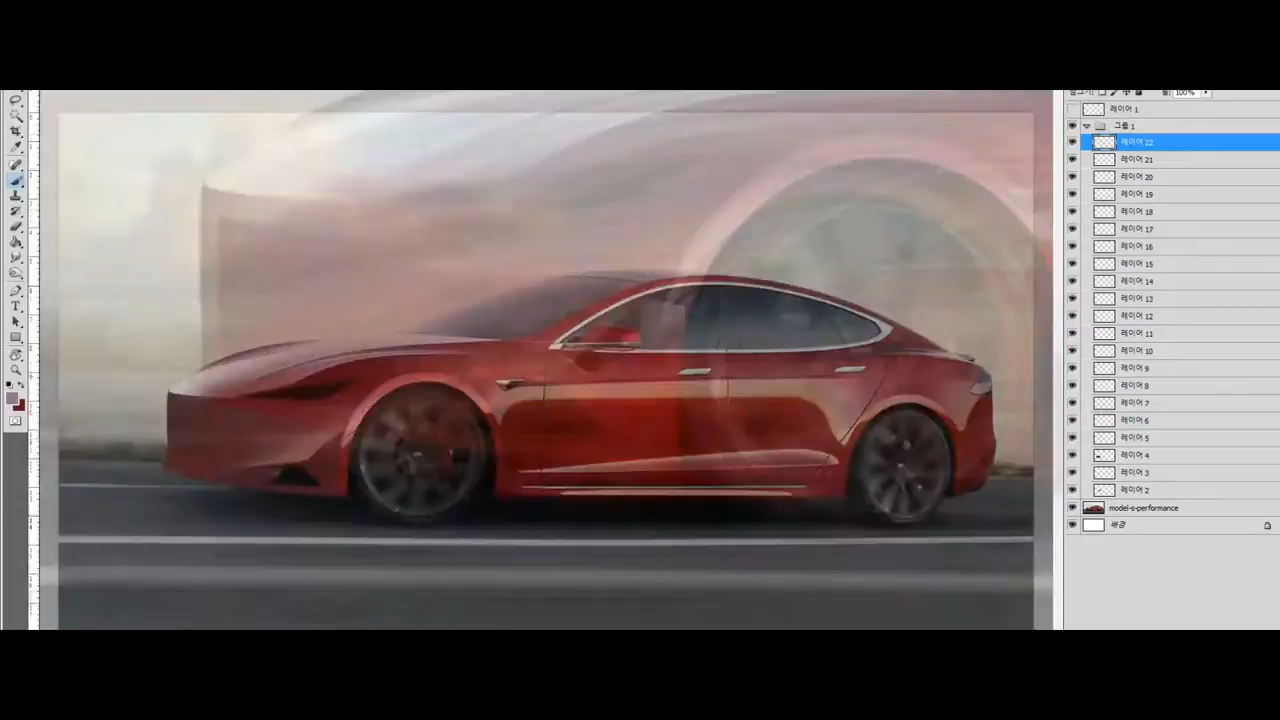 100%
레이어 1
그룹 1
레이어 22
레이어 21
레이어 20
레이어 19
레이어 18
레이어 17
레이어 16
레이어 15
레이어 14
레이어 13
레이어 12
레이어 11
레이어 10
레이어 9
레이어 8
레이어 7
레이어 6
레이어 5
레이어 4
레이어 3
레이어 2
model-s-performance
배경